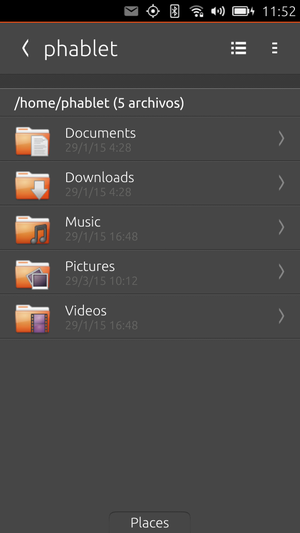 11:52
phablet
/home/phablet (5 archivos)
Documents
29/1/15 4:28
Downloads
29/1/15 4:28
Music
29/1/15 16:48
Pictures
29/3/15 10:12
Videos
29/1/15 16:48
Places